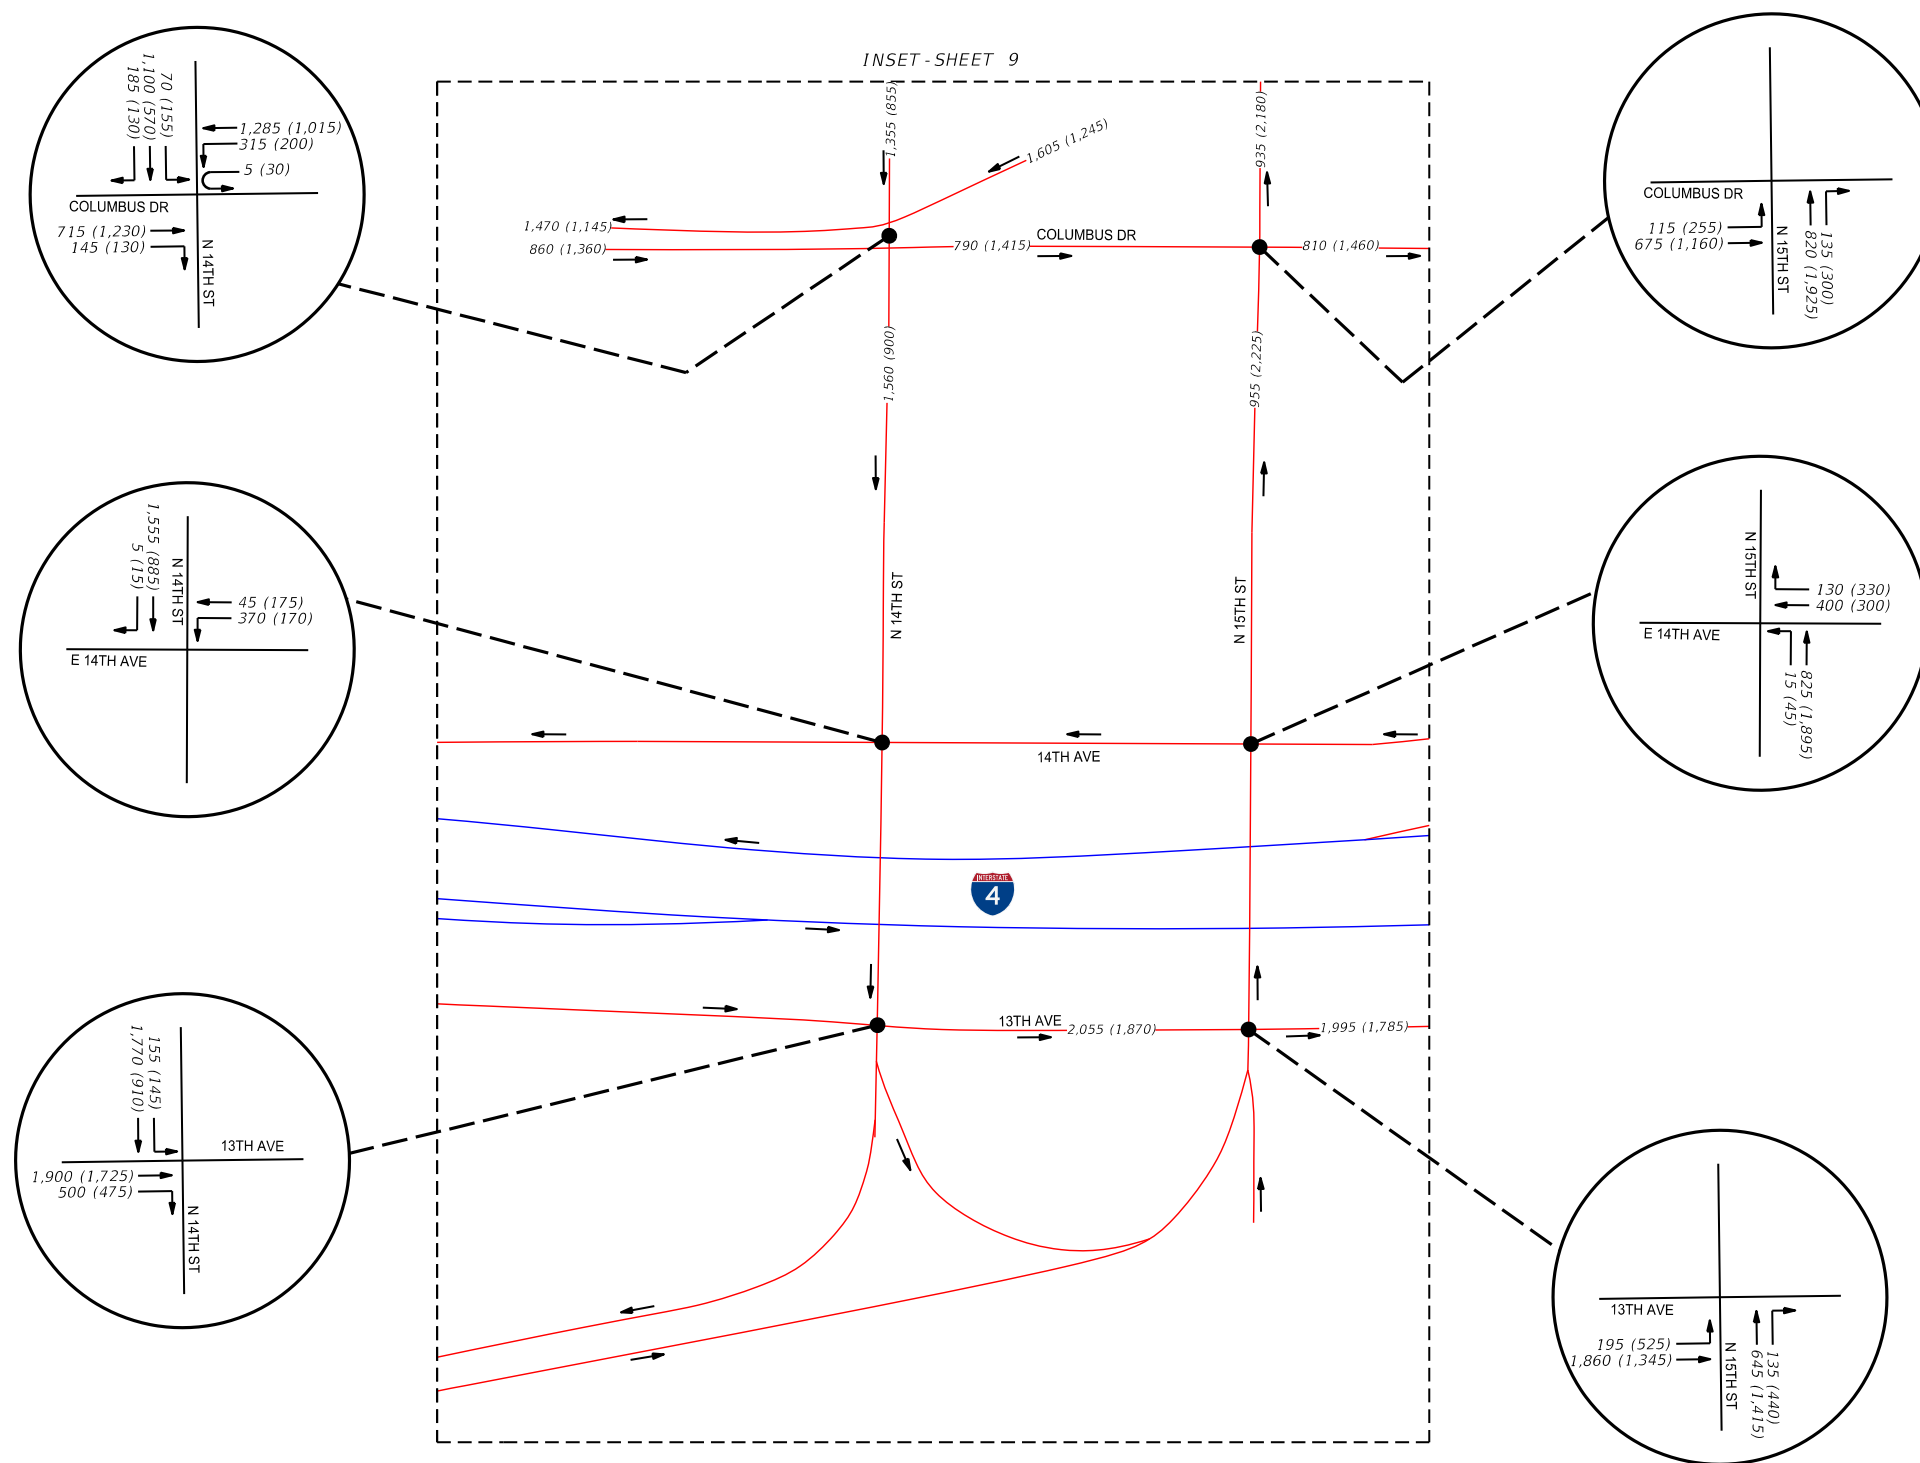 INSET-SHEET 9
70 (155)
1,100 (570)
185 (130)
1,285 (1,015)
315 (200)
5 (30)
COLUMBUS DR
715 (1,230)
145 (130)
N 14TH ST
1,355 (855)
1,605 (1,245)
1,470 (1,145)
860 (1,360)
790 (1,415)
COLUMBUS DR
810 (1,460)
935 (2,180)
COLUMBUS DR
115 (255)
675 (1,160)
N 15TH ST
135 (300)
820 (1,925)
1,560 (900)
955 (2,225)
1,555 (885)
5 (15)
N 14TH ST
45 (175)
370 (170)
E 14TH AVE
N 14TH ST
N 15TH ST
14TH AVE
N 15TH ST
130 (330)
400 (300)
E 14TH AVE
825 (1,895)
15 (45)
INTERSTATE
4
155 (145)
1,770 (910)
13TH AVE
1,900 (1,725)
500 (475)
N 14TH ST
13TH AVE
2,055 (1,870)
1,995 (1,785)
13TH AVE
195 (525)
1,860 (1,345)
N 15TH ST
135 (440)
645 (1,415)